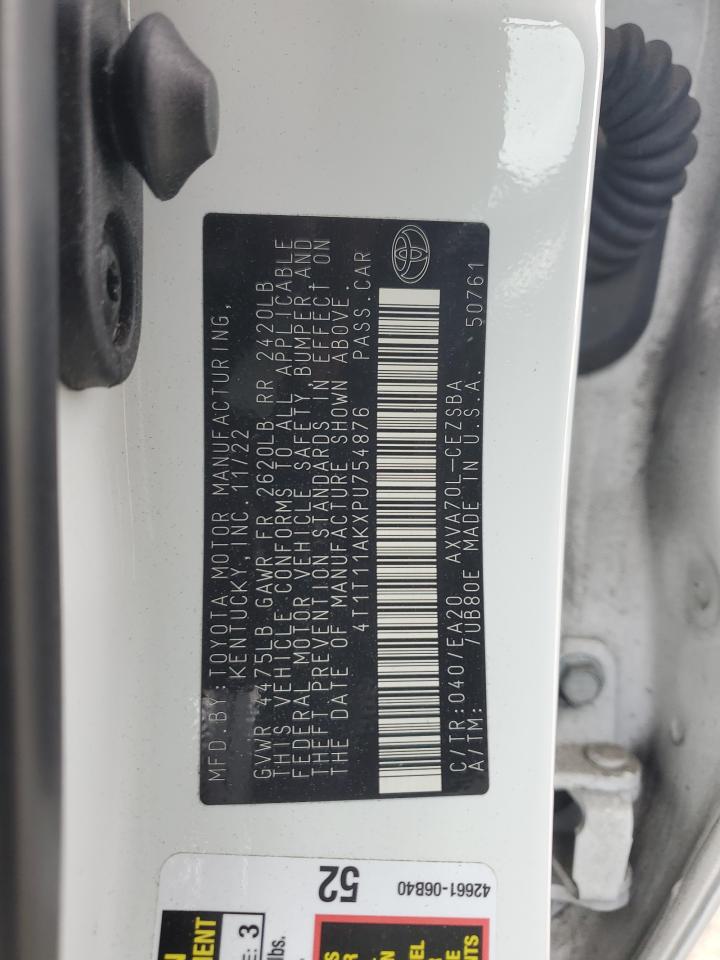 MFD.BY:TOYOTA MOTOR MANUFACTURING,
KENTUCKY, INC. 11/22
GVWR 4475LB GAWR FR 2620LB RR 2420LB
THIS VEHICLE CONFORMS TO ALL APPLICABLE
FEDERAL MOTOR VEHICLE SAFETY, BUMPER AND
THEFT PREVENTION STANDARDS IN EFFECT ON
THE DATE OF MANUFACTURE SHOWN ABOVE.
4T1T11AKXPU754876 PASS.CAR
C/TR:040/EA20 AXVA70L-CEZSBA
A/TM: /UB80E MADE IN U.S.A. 50761
52
42661-06B40
MENT
E: 3
lbs.